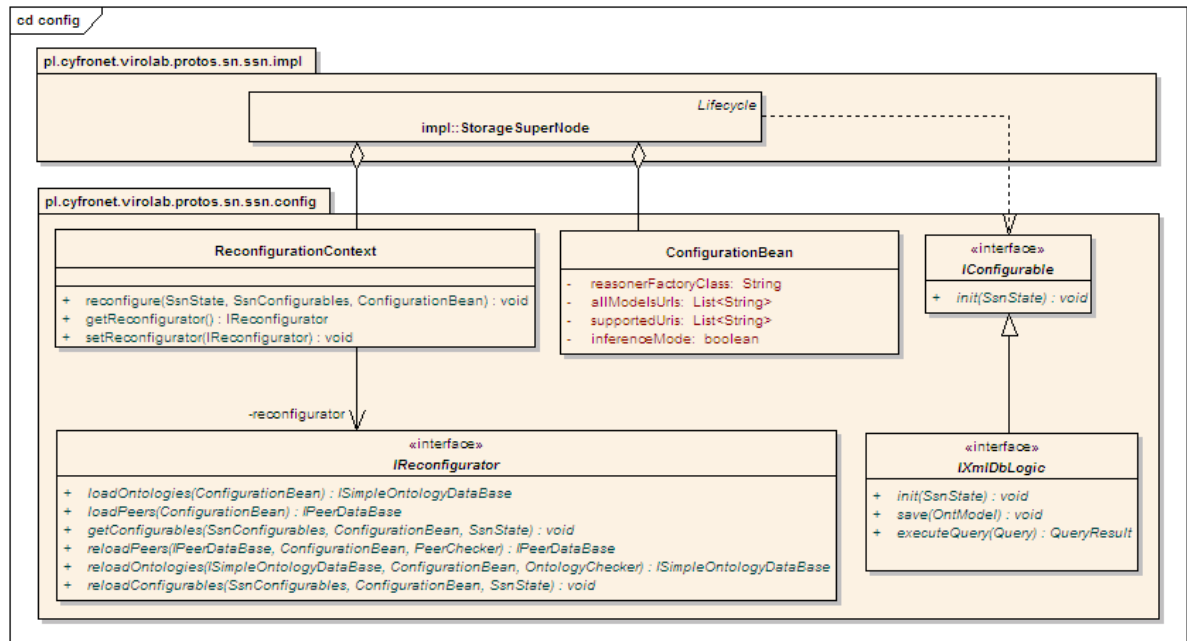 cd config
pl.cyfronet.virolab.protos.sn.ssn.impl
Lifecycle
impl::StorageSuperNode
pl.cyfronet.virolab.protos.sn.ssn.config
ReconfigurationContext
+ reconfigure(SsnState, SsnConfigurables, ConfigurationBean) : void
+ getReconfigurator() : IReconfigurator
+ setReconfigurator(IReconfigurator) : void
ConfigurationBean
- reasonerFactoryClass: String
- allModelsUrls: List<String>
- supportedUris: List<String>
- inferenceMode: boolean
«interface»
IConfigurable
+ init(SsnState) : void
-reconfigurator
«interface»
IReconfigurator
+ loadOntologies(ConfigurationBean) : ISimpleOntologyDataBase
+ loadPeers(ConfigurationBean) : IPeerDataBase
+ getConfigurables(SsnConfigurables, ConfigurationBean, SsnState) : void
+ reloadPeers(IPeerDataBase, ConfigurationBean, PeerChecker) : IPeerDataBase
+ reloadOntologies(ISimpleOntologyDataBase, ConfigurationBean, OntologyChecker) : ISimpleOntologyDataBase
+ reloadConfigurables(SsnConfigurables, ConfigurationBean, SsnState) : void
«interface»
IXmlDbLogic
+ init(SsnState) : void
+ save(OntModel) : void
+ executeQuery(Query) : QueryResult